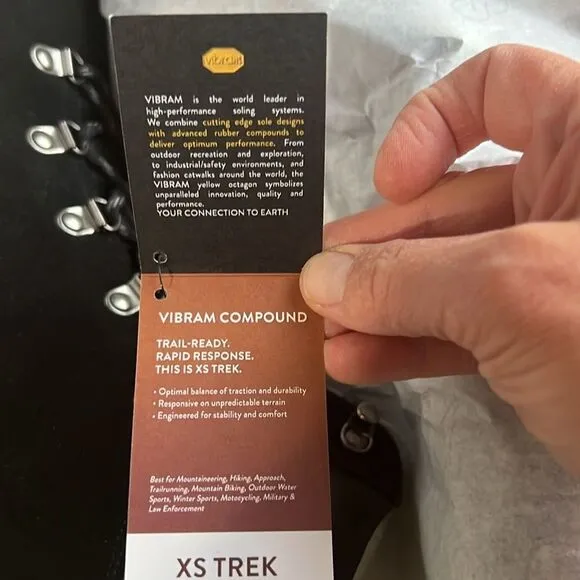 vibram
VIBRAM is the world leader in
high-performance soling systems.
We combine cutting edge sole designs
with advanced rubber compounds to
deliver optimum performance. From
outdoor recreation and exploration,
to industrial/safety environments, and
fashion catwalks around the world, the
VIBRAM yellow octagon symbolizes
unparalleled innovation, quality and
performance.
YOUR CONNECTION TO EARTH
VIBRAM COMPOUND
TRAIL-READY.
RAPID RESPONSE.
THIS IS XS TREK.
• Optimal balance of traction and durability
• Responsive on unpredictable terrain
• Engineered for stability and comfort
Best for Mountaineering, Hiking, Approach,
Trailrunning, Mountain Biking, Outdoor Water
Sports, Winter Sports, Motocycling, Military &
Law Enforcement
XS TREK